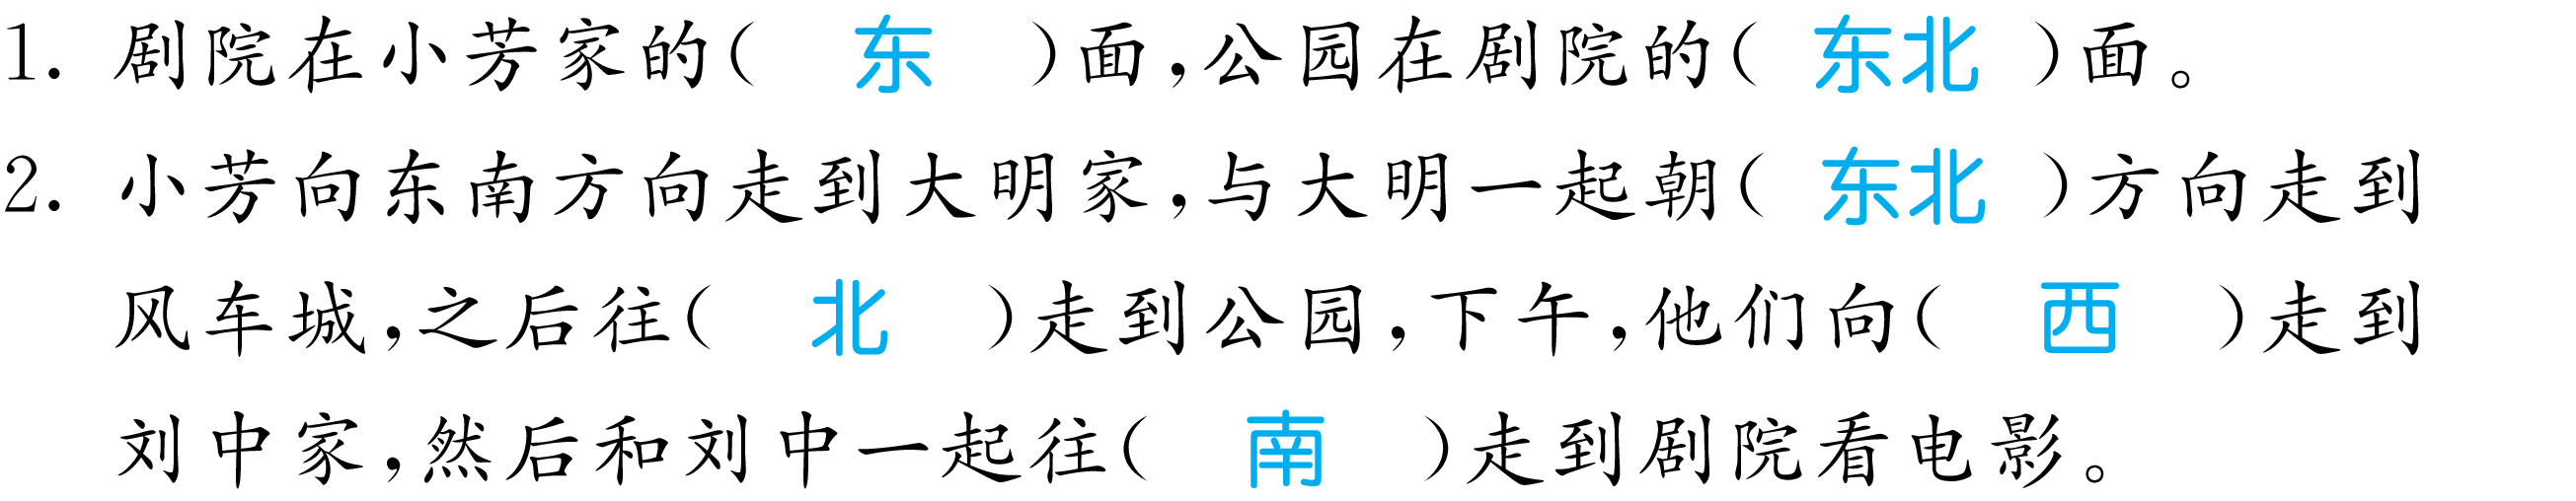 1. 剧院在小芳家的( 东 )面,公园在剧院的( 东北 )面。
2. 小芳向东南方向走到大明家,与大明一起朝( 东北 )方向走到
风车城,之后往( 北 )走到公园,下午,他们向( 西 )走到
刘中家,然后和刘中一起往( 南 )走到剧院看电影。